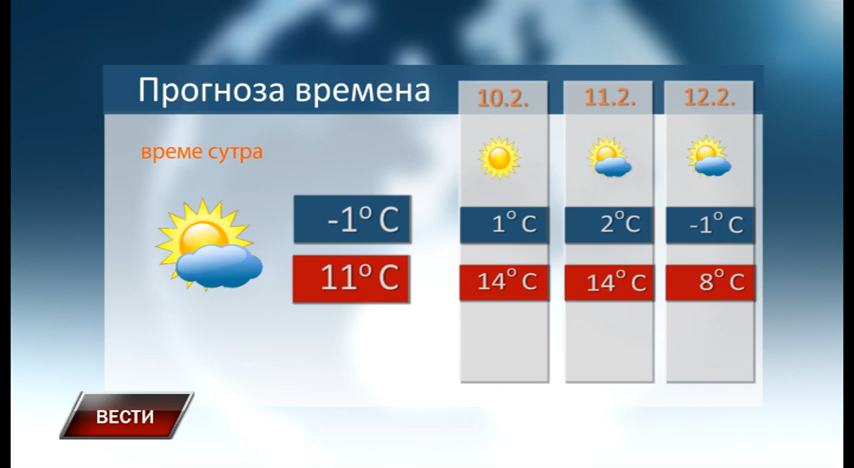 Прогноза времена
време сутра
-1° C
11° C
10.2.
1° C
14° C
11.2.
2°C
14° C
12.2.
-1° C
8° C
ВЕСТИ